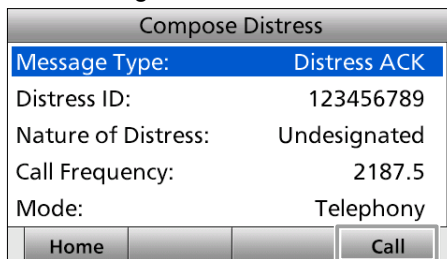 Compose Distress
Message Type: Distress ACK
Distress ID: 123456789
Nature of Distress: Undesignated
Call Frequency: 2187.5
Mode: Telephony
Home Call